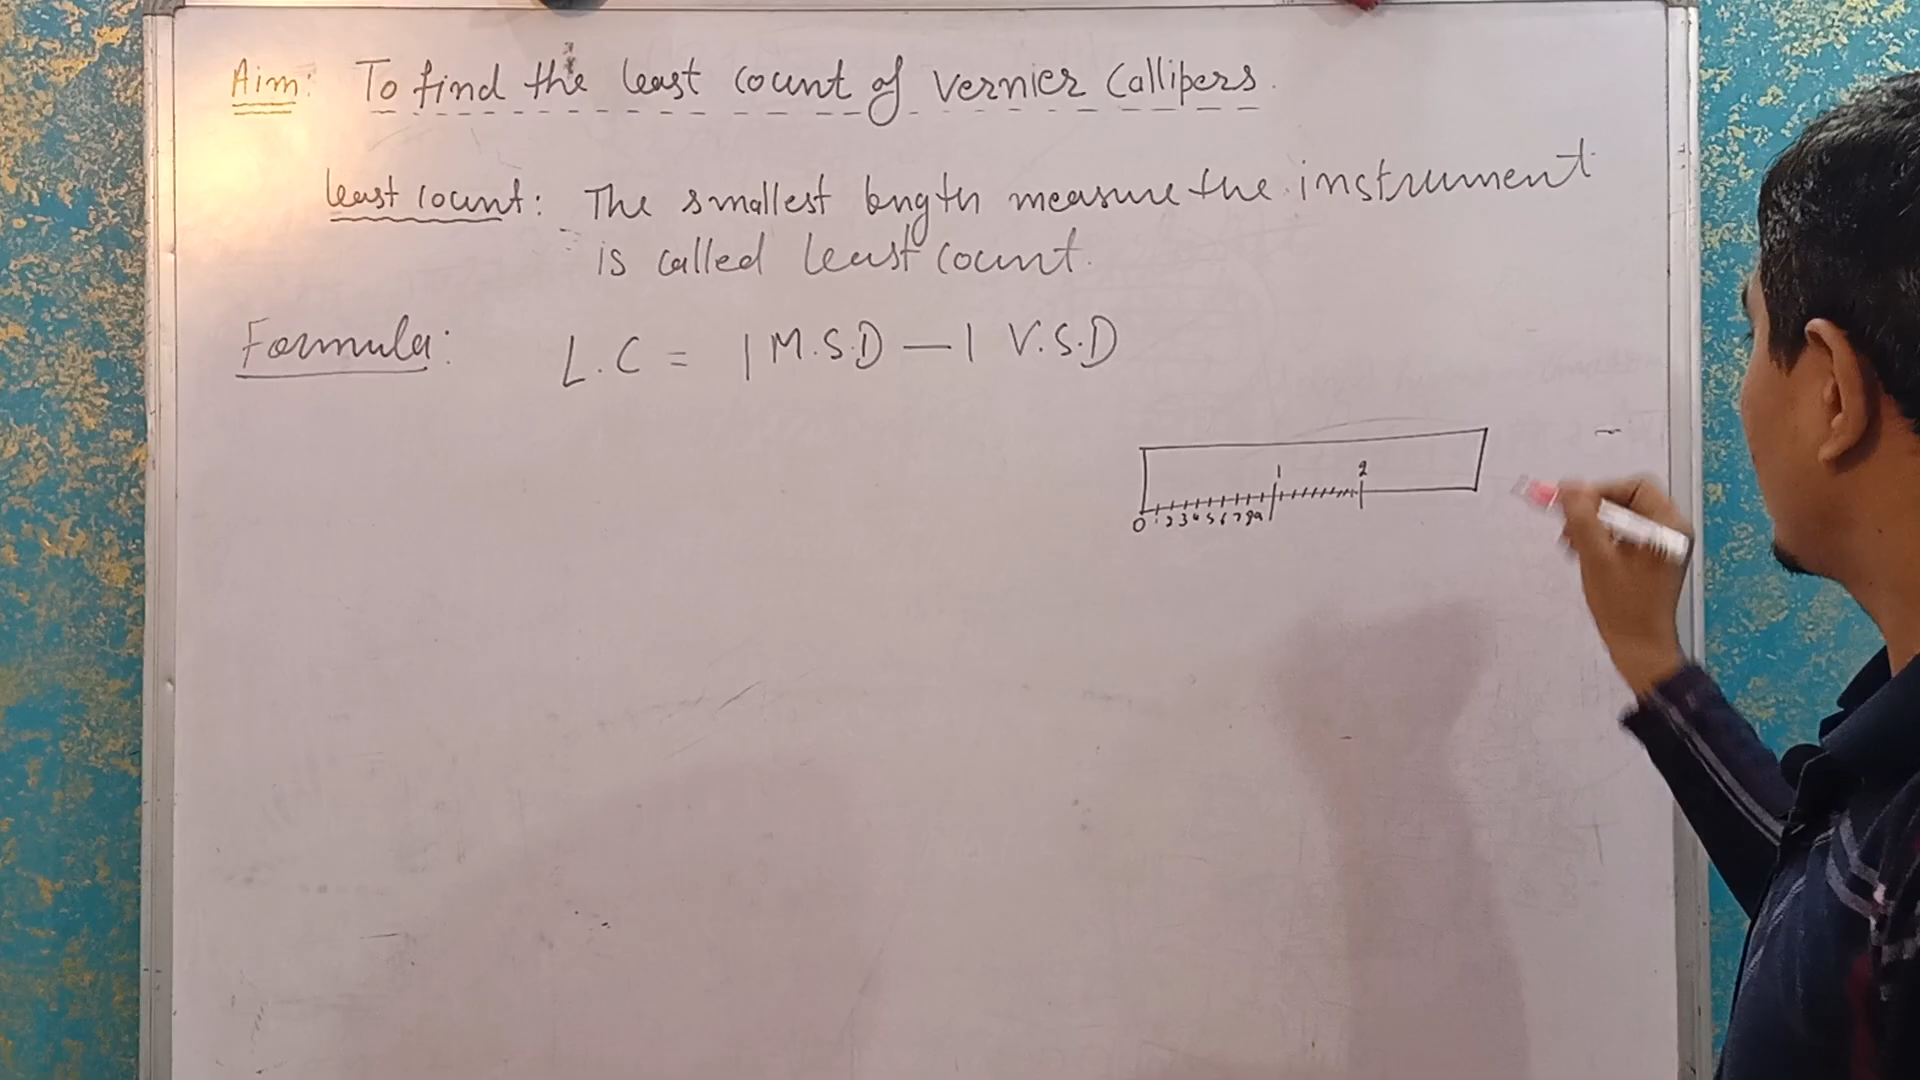 Aim: To find the least count of vernier Callipers.
least count: The smallest length measure the instrument
is called least count.
Formula: L.C = 1 M.S.D — 1 V.S.D
1 2
0 1 2 3 4 5 6 7 8 9